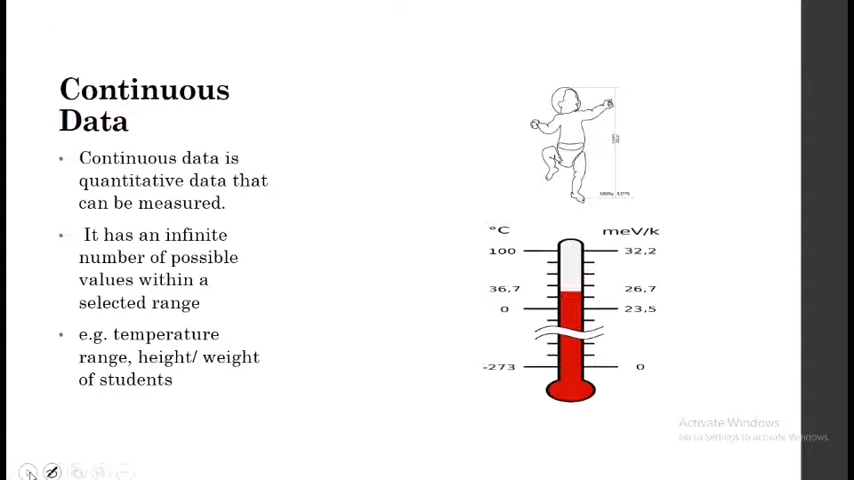 Continuous
Data
• Continuous data is
quantitative data that
can be measured.
• It has an infinite
number of possible
values within a
selected range
• e.g. temperature
range, height/ weight
of students
°C meV/k
100 32,2
36,7 26,7
0 23,5
-273 0
Activate Windows
Go to Settings to activate Windows.